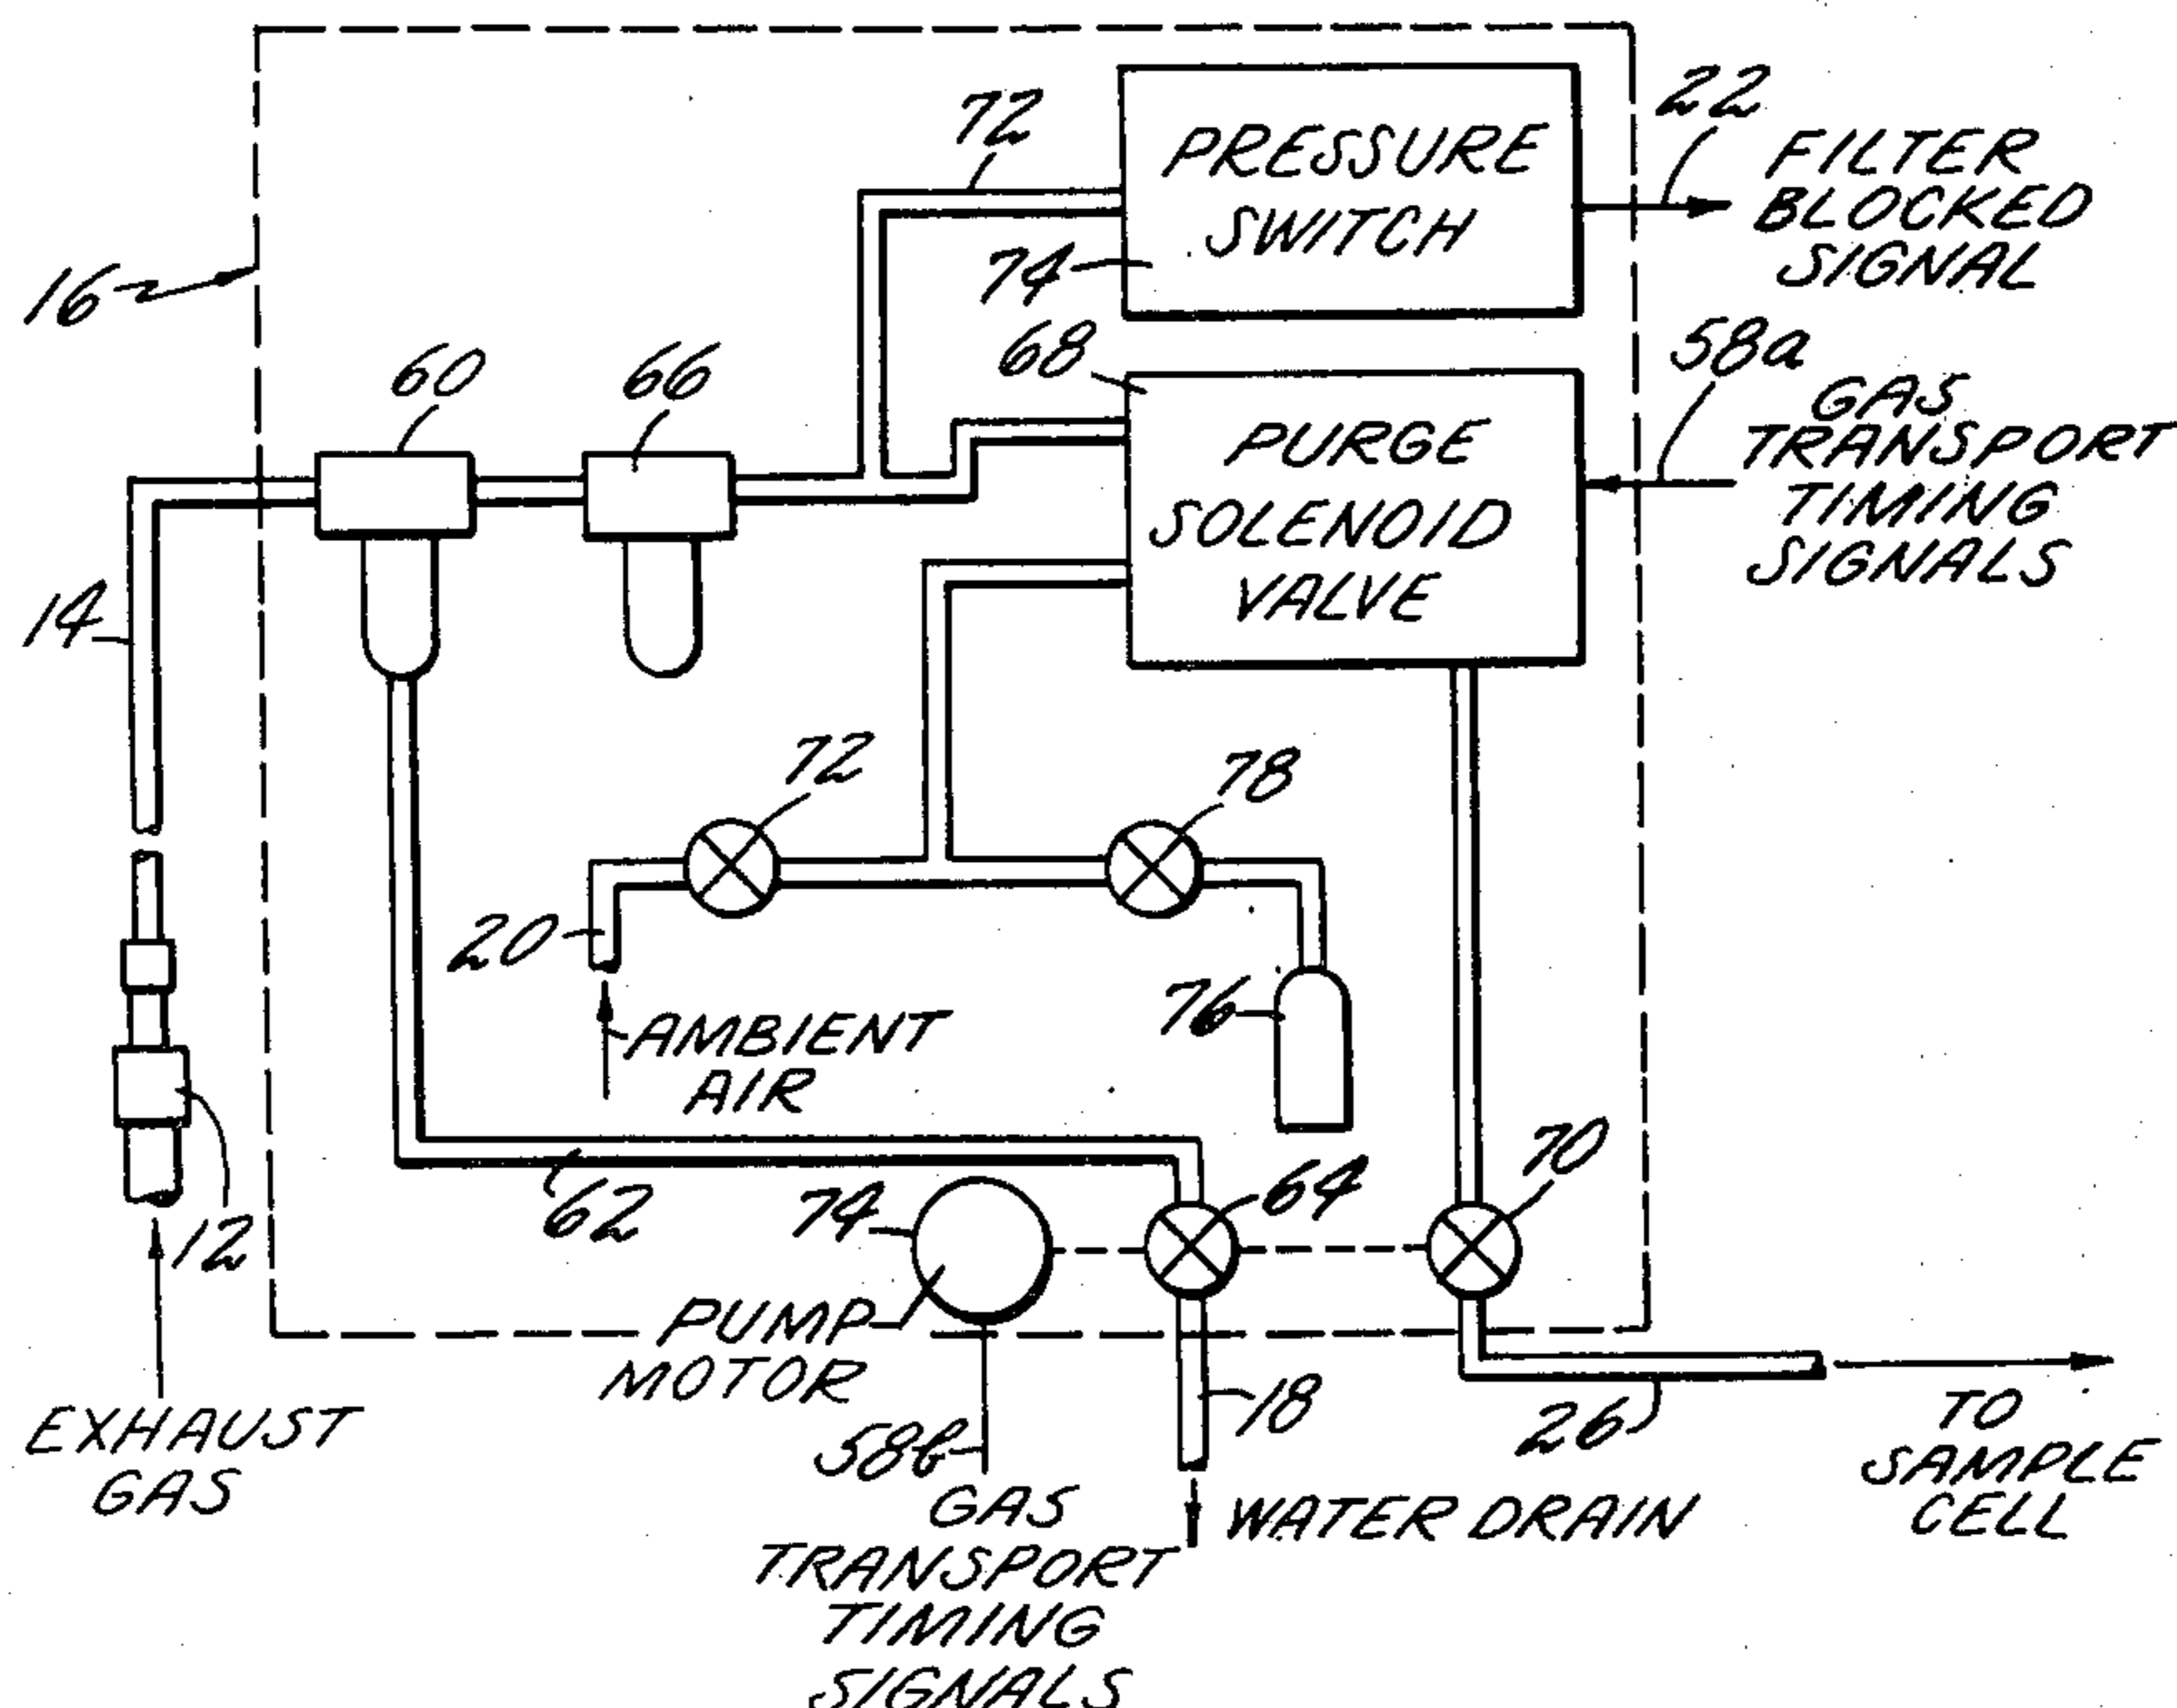 72
PRESSURE
SWITCH
74
22
FILTER
BLOCKED
SIGNAL
16
60
66
68
PURGE
SOLENOID
VALVE
58a
GAS
TRANSPORT
TIMING
SIGNALS
14
72
78
20
AMBIENT
AIR
76
12
EXHAUST
GAS
62
74
64
70
PUMP
MOTOR
58b
GAS
TRANSPORT
TIMING
SIGNALS
18
WATER DRAIN
26
TO
SAMPLE
CELL